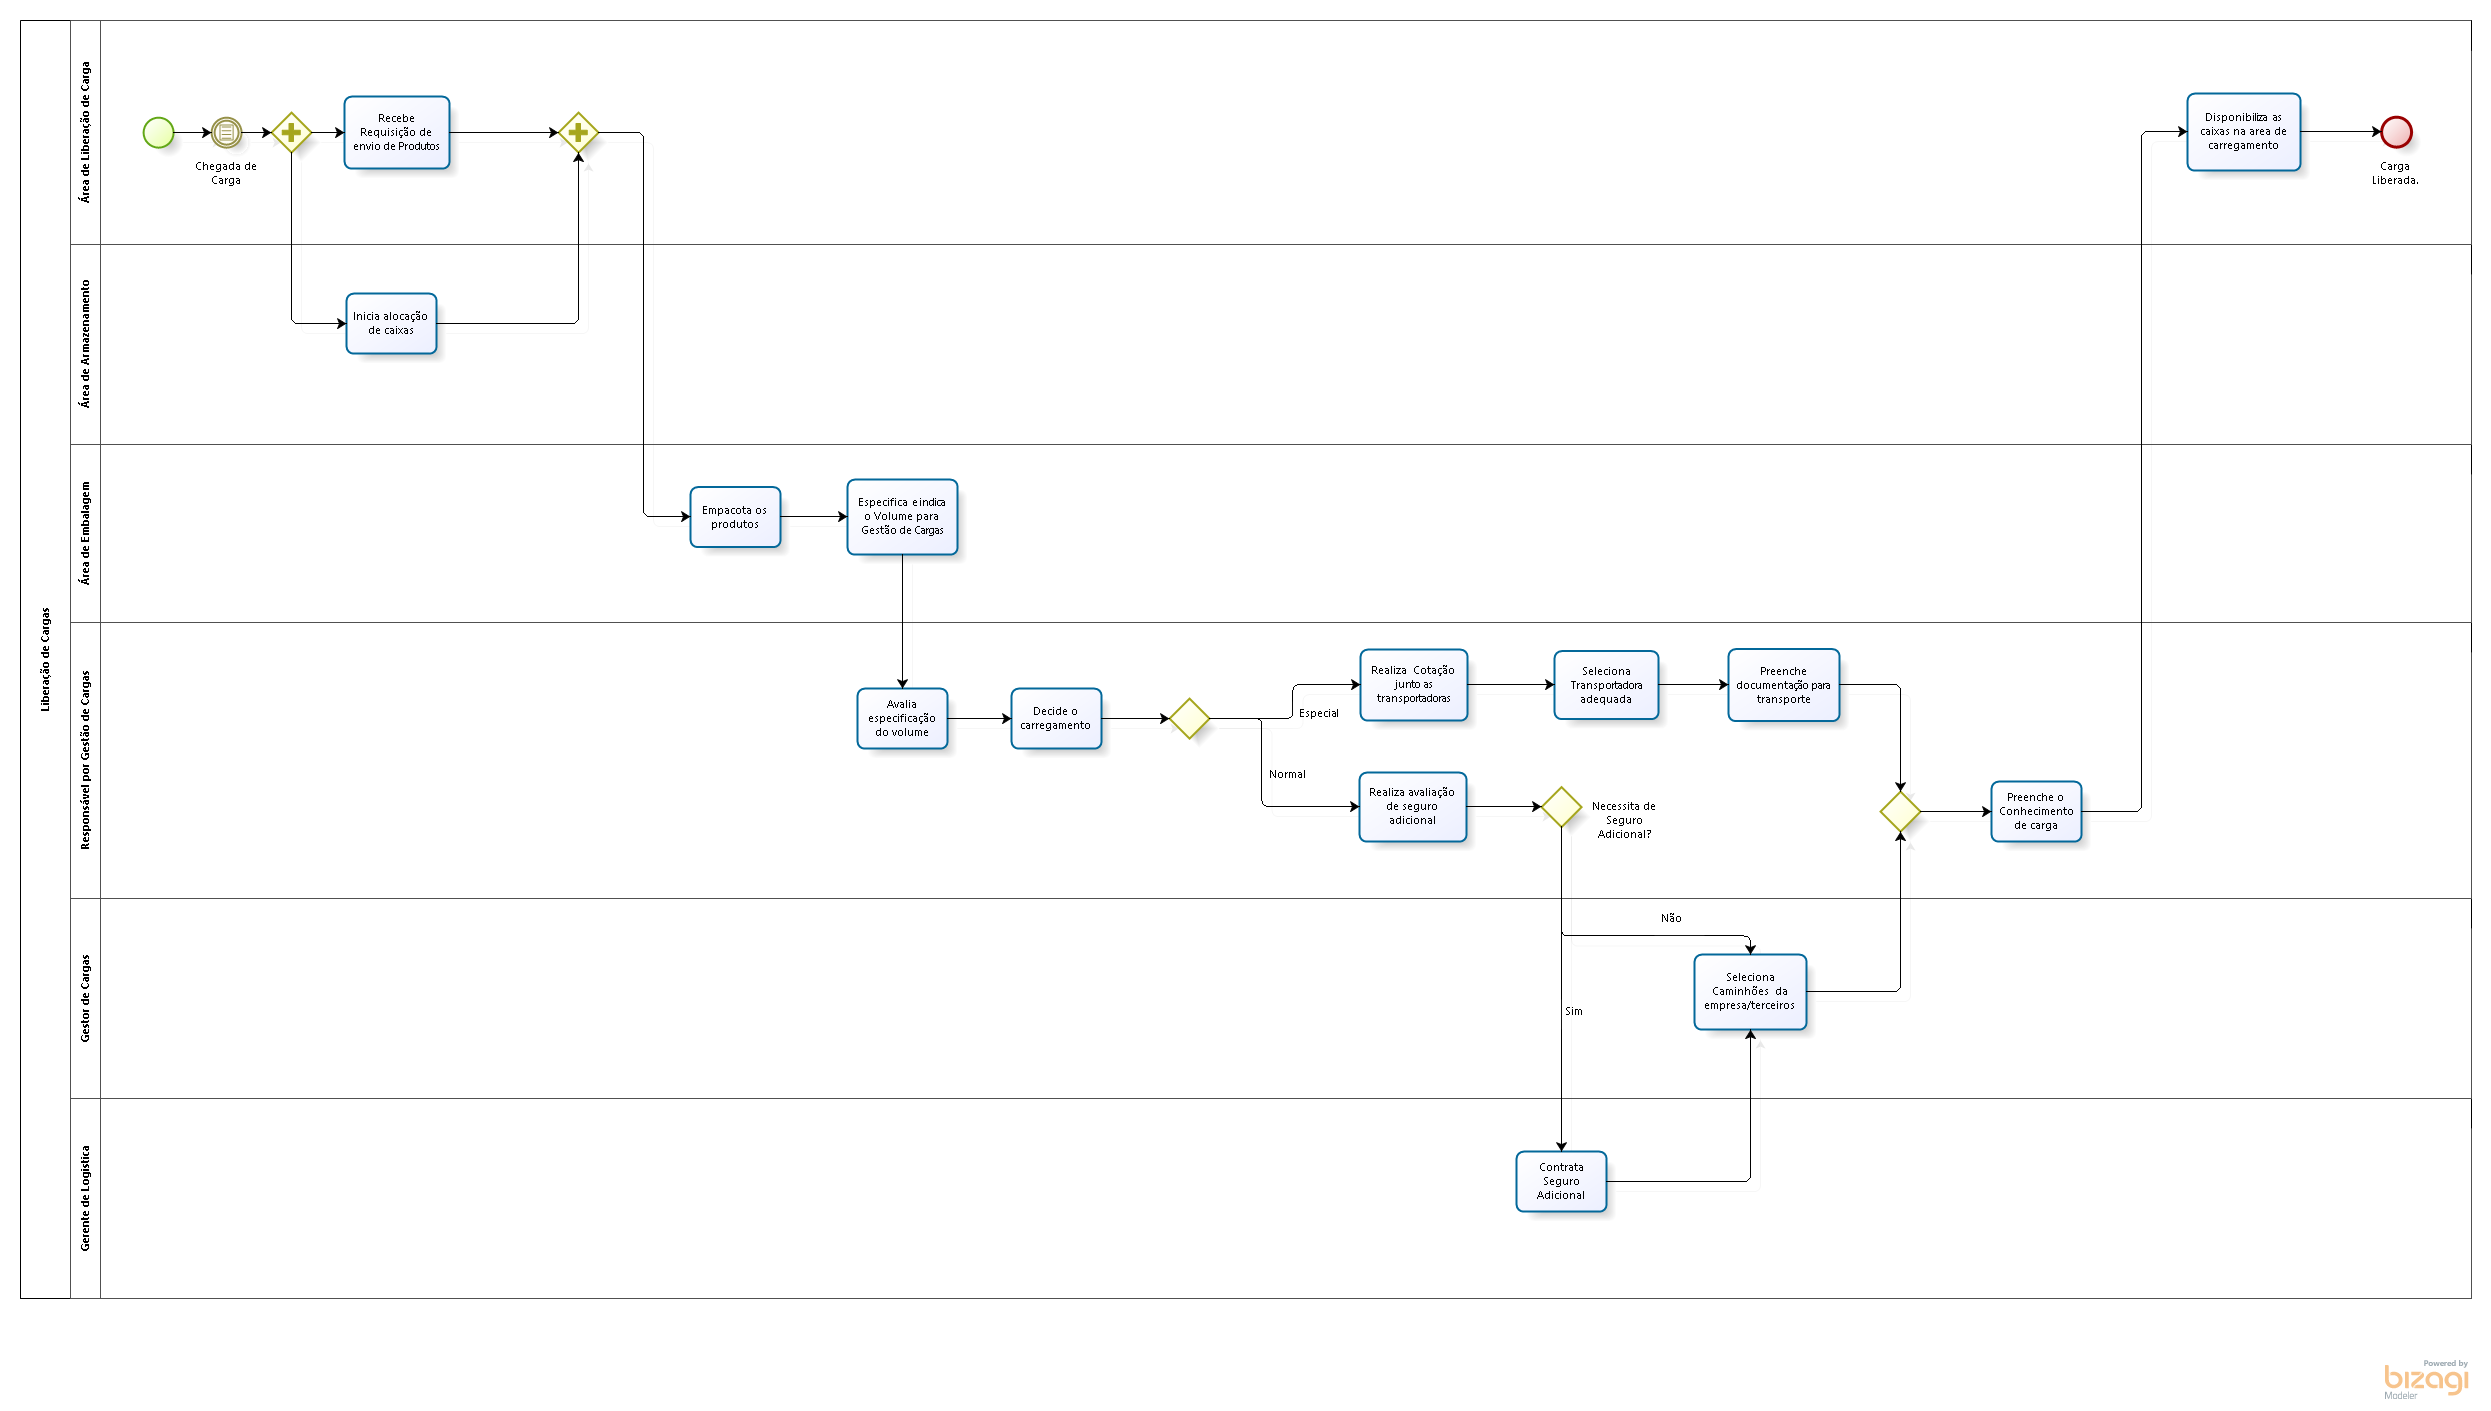 Liberação de Cargas
Área de Liberação de Carga
Chegada de
Carga
Recebe
Requisição de
envio de Produtos
Disponibiliza as
caixas na area de
carregamento
Carga
Liberada.
Área de Armazenamento
Inicia alocação
de caixas
Área de Embalagem
Empacota os
produtos
Especifica e indica
o Volume para
Gestão de Cargas
Responsável por Gestão de Cargas
Avalia
especificação
do volume
Decide o
carregamento
Especial
Normal
Realiza Cotação
junto as
transportadoras
Seleciona
Transportadora
adequada
Preenche
documentação para
transporte
Realiza avaliação
de seguro
adicional
Necessita de
Seguro
Adicional?
Preenche o
Conhecimento
de carga
Gestor de Cargas
Não
Sim
Seleciona
Caminhões da
empresa/terceiros
Gerente de Logística
Contrata
Seguro
Adicional
Powered by
bizagi
Modeler